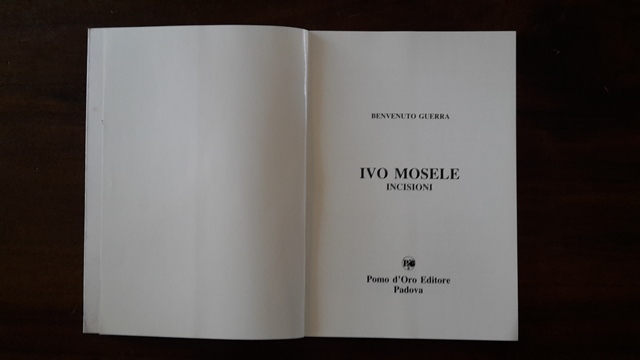 BENVENUTO GUERRA
IVO MOSELE
INCISIONI
Pomo d'Oro Editore
Padova